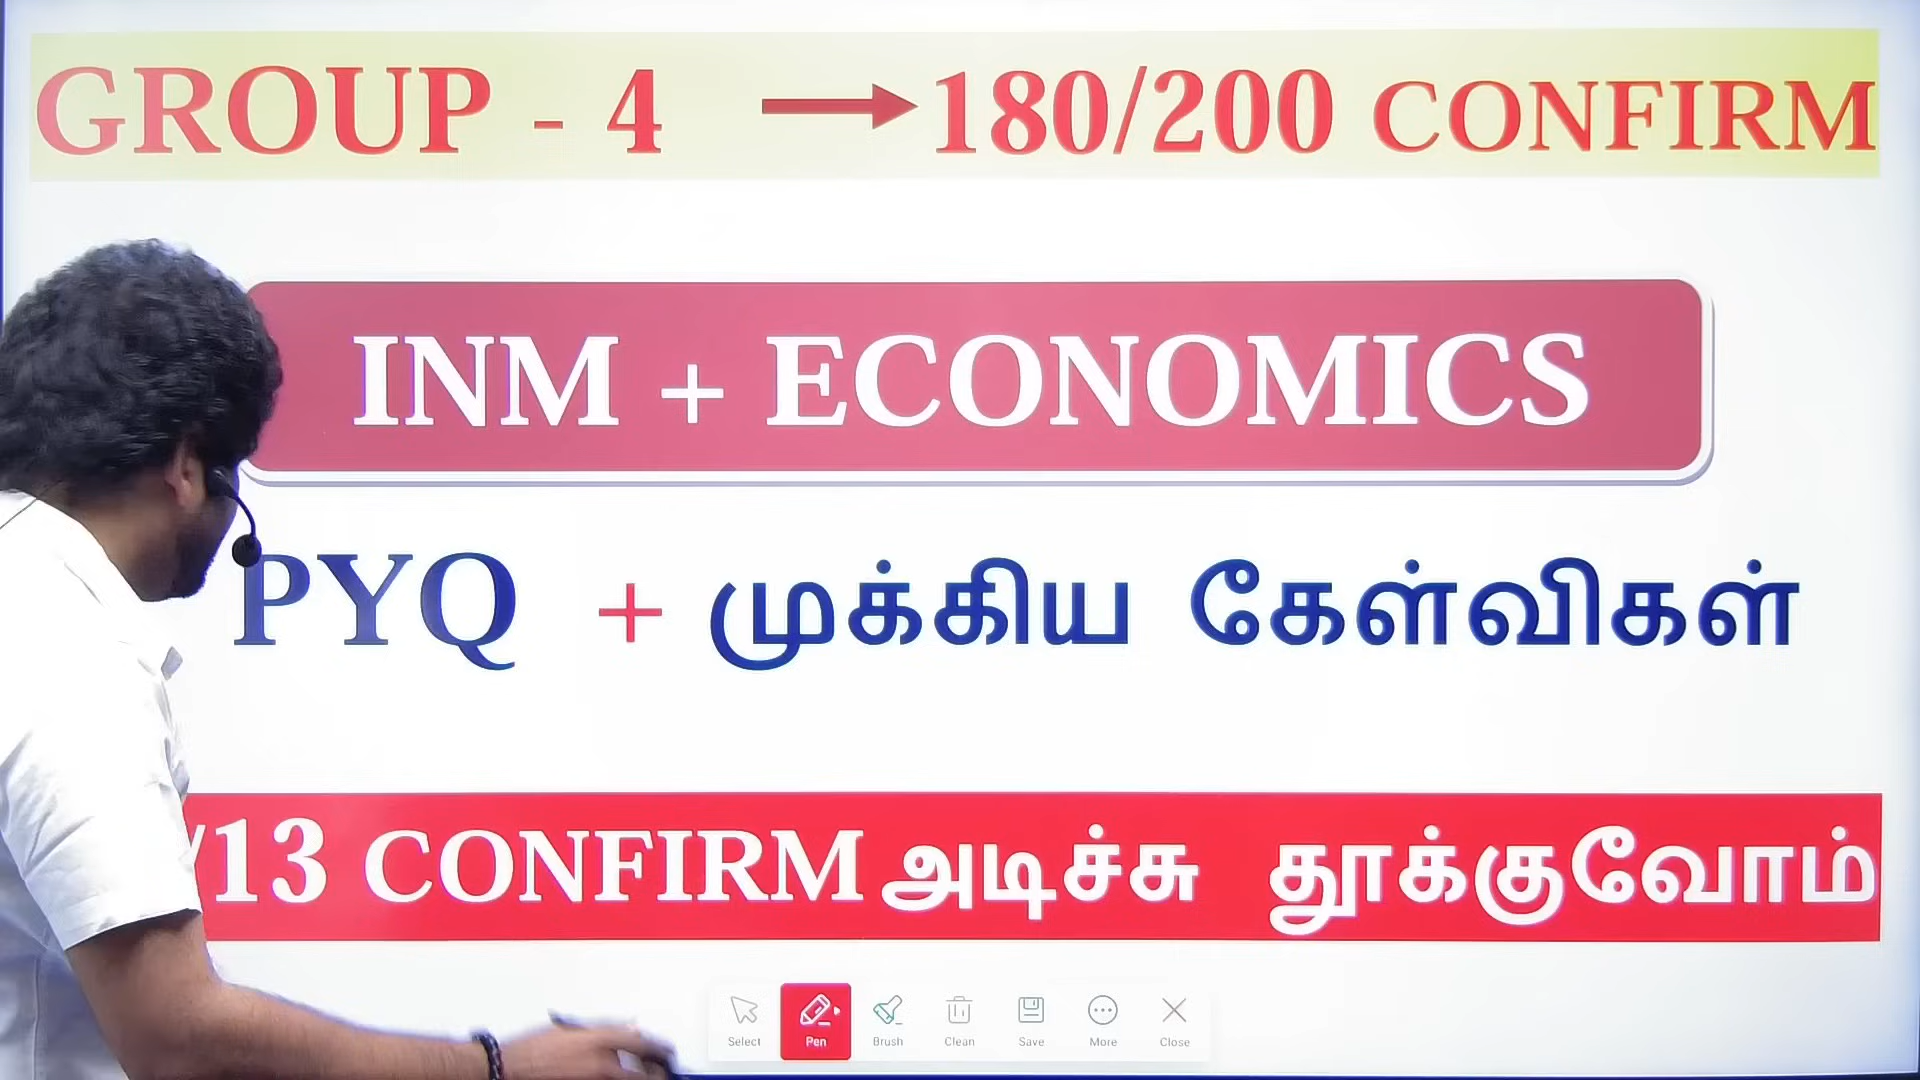 GROUP - 4 → 180/200 CONFIRM
INM + ECONOMICS
PYQ + முக்கிய கேள்விகள்
/13 CONFIRM அடிச்சு தூக்குவோம்
Select Pen Brush Clean Save More Close